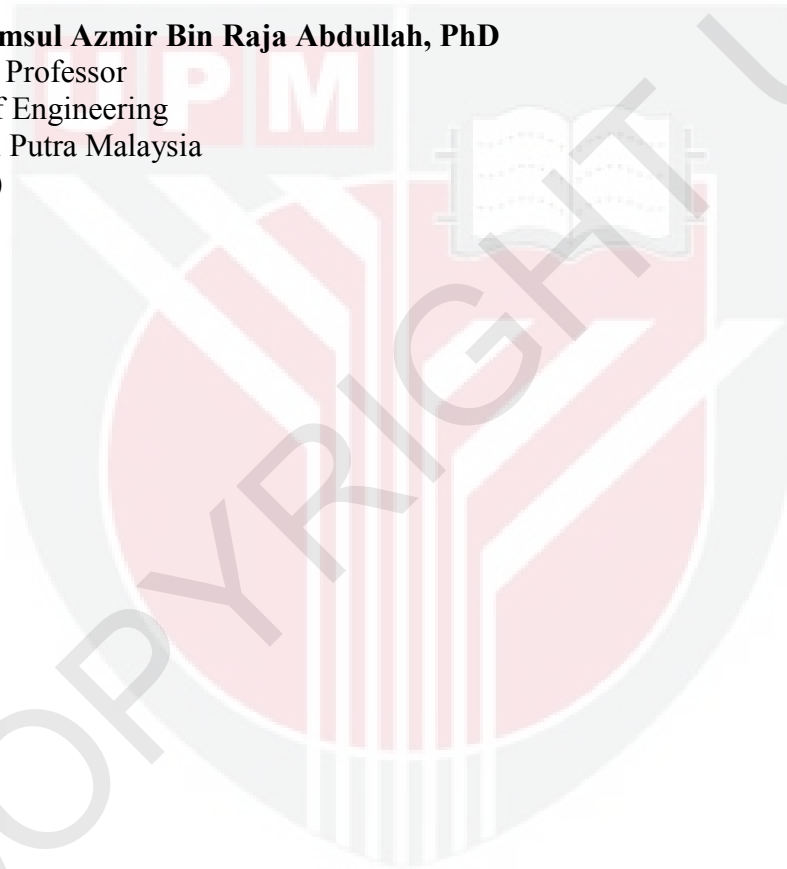 msul Azmir Bin Raja Abdullah, PhD
Professor
f Engineering
Putra Malaysia
)
UPM
COPYRIGHT U